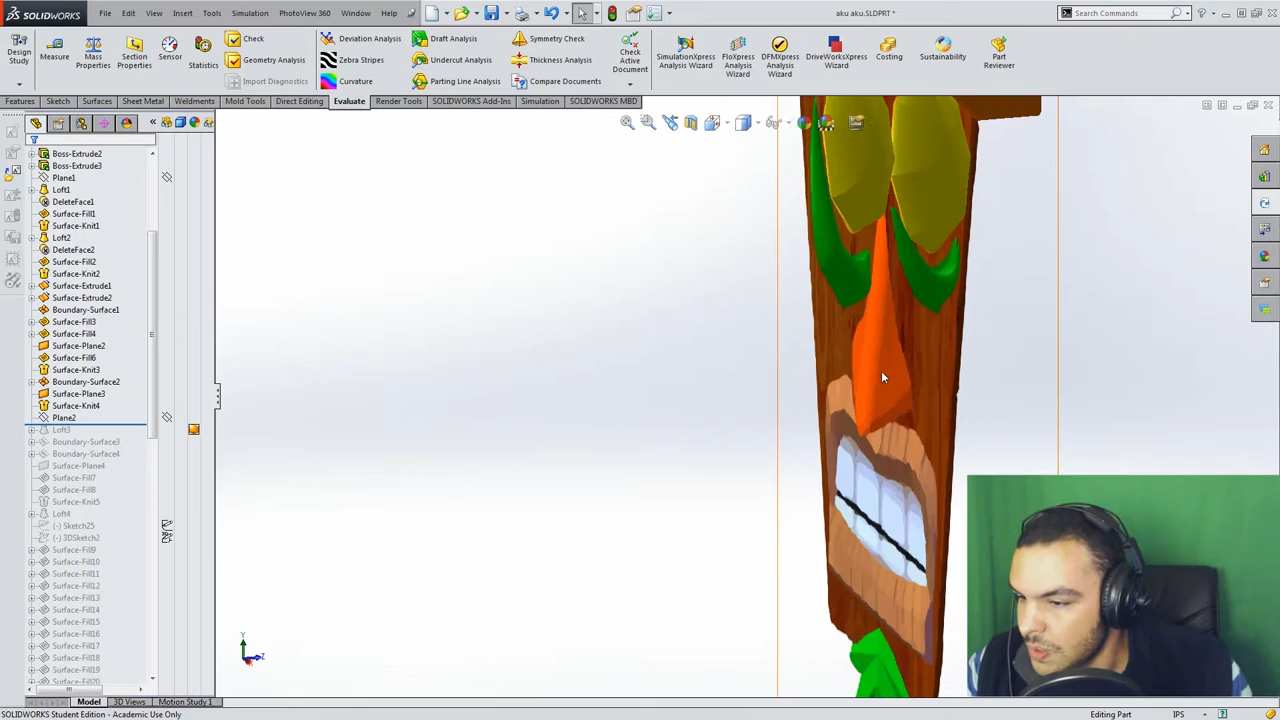 SOLIDWORKS
File Edit View Insert Tools Simulation PhotoView 360 Window Help
aku aku.SLDPRT *
Search Commands
Design Study
Measure
Mass Properties
Section Properties
Sensor
Statistics
Check
Geometry Analysis
Import Diagnostics
Deviation Analysis
Zebra Stripes
Curvature
Draft Analysis
Undercut Analysis
Parting Line Analysis
Symmetry Check
Thickness Analysis
Compare Documents
Check Active Document
SimulationXpress Analysis Wizard
FloXpress Analysis Wizard
DFMXpress Analysis Wizard
DriveWorksXpress Wizard
Costing
Sustainability
Part Reviewer
Features Sketch Surfaces Sheet Metal Weldments Mold Tools Direct Editing Evaluate Render Tools SOLIDWORKS Add-Ins Simulation SOLIDWORKS MBD
Boss-Extrude2
Boss-Extrude3
Plane1
Loft1
DeleteFace1
Surface-Fill1
Surface-Knit1
Loft2
DeleteFace2
Surface-Fill2
Surface-Knit2
Surface-Extrude1
Surface-Extrude2
Boundary-Surface1
Surface-Fill3
Surface-Fill4
Surface-Plane2
Surface-Fill6
Surface-Knit3
Boundary-Surface2
Surface-Plane3
Surface-Knit4
Plane2
Loft3
Boundary-Surface3
Boundary-Surface4
Surface-Plane4
Surface-Fill7
Surface-Fill8
Surface-Knit5
Loft4
(-) Sketch25
(-) 3DSketch2
Surface-Fill9
Surface-Fill10
Surface-Fill11
Surface-Fill12
Surface-Fill13
Surface-Fill14
Surface-Fill15
Surface-Fill16
Surface-Fill17
Surface-Fill18
Surface-Fill19
Surface-Fill20
Y
Z
Model 3D Views Motion Study 1
SOLIDWORKS Student Edition - Academic Use Only
Editing Part
IPS